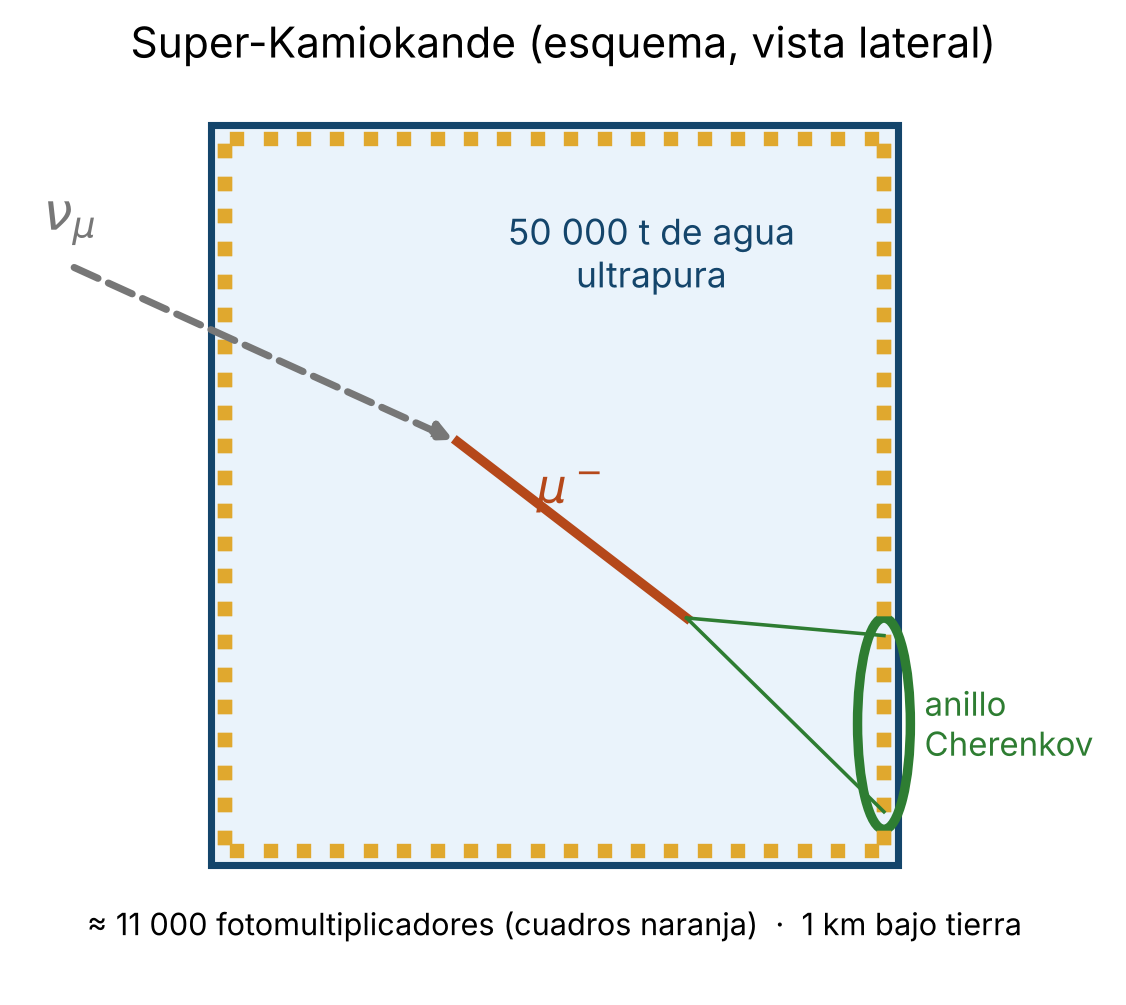 Super-Kamiokande (esquema, vista lateral)
νμ
50 000 t de agua
ultrapura
μ⁻
anillo
Cherenkov
≈ 11 000 fotomultiplicadores (cuadros naranja) · 1 km bajo tierra